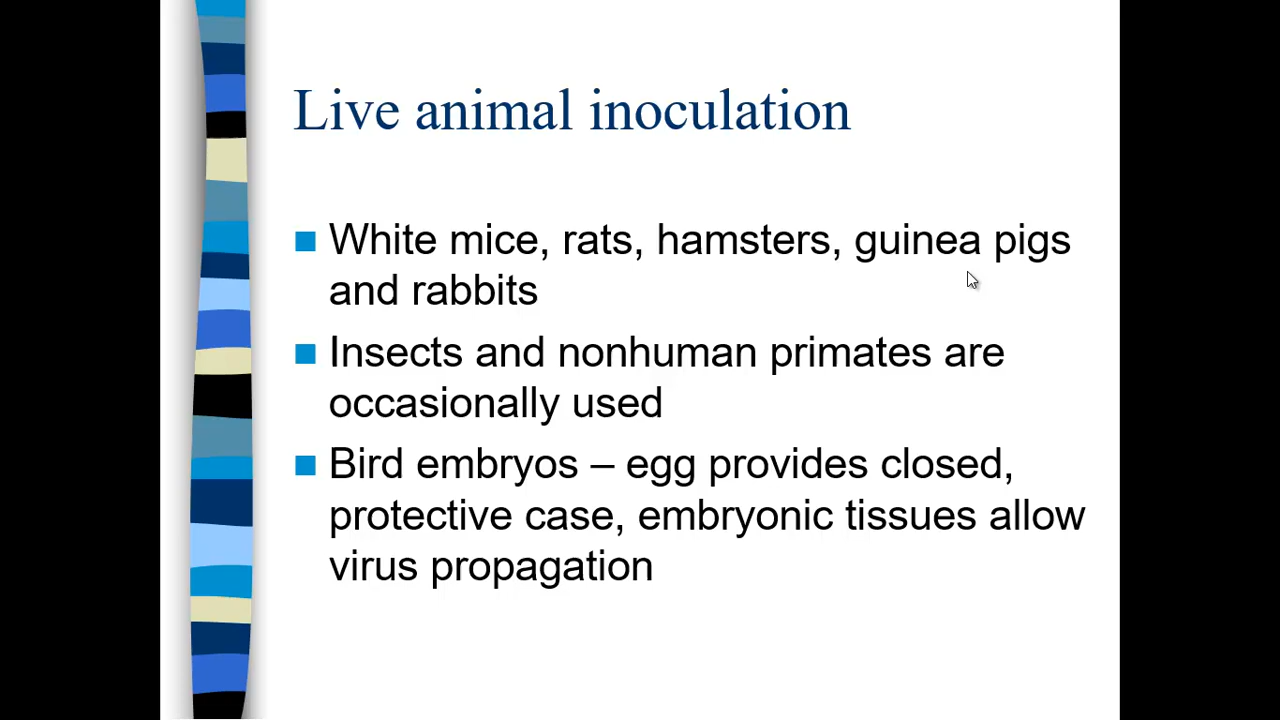 Live animal inoculation
White mice, rats, hamsters, guinea pigs
and rabbits
Insects and nonhuman primates are
occasionally used
Bird embryos – egg provides closed,
protective case, embryonic tissues allow
virus propagation